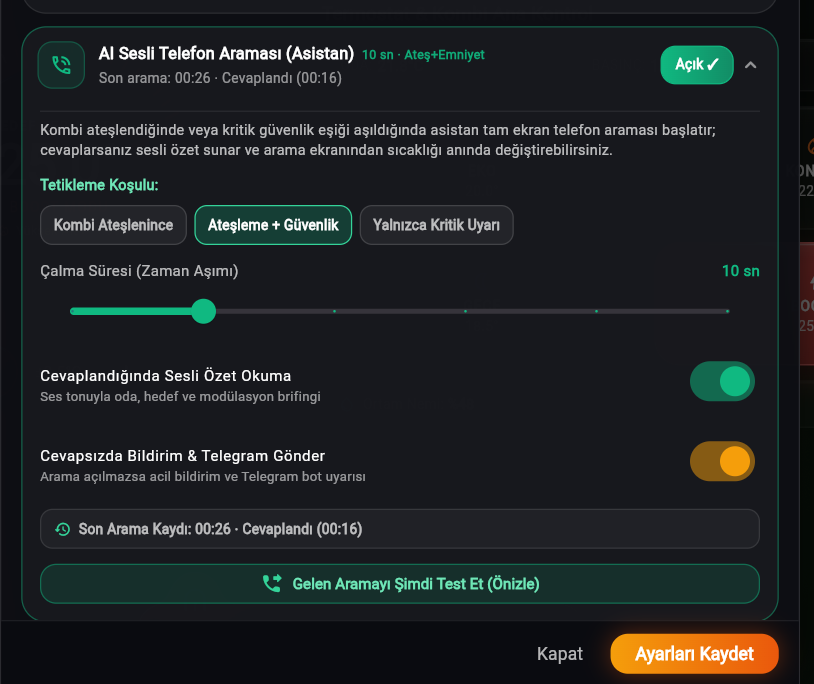 AI Sesli Telefon Araması (Asistan) 10 sn · Ateş+Emniyet
Son arama: 00:26 · Cevaplandı (00:16)
Açık ✓
Kombi ateşlendiğinde veya kritik güvenlik eşiği aşıldığında asistan tam ekran telefon araması başlatır;
cevaplarsanız sesli özet sunar ve arama ekranından sıcaklığı anında değiştirebilirsiniz.
Tetikleme Koşulu:
Kombi Ateşlenince
Ateşleme + Güvenlik
Yalnızca Kritik Uyarı
Çalma Süresi (Zaman Aşımı)
10 sn
Cevaplandığında Sesli Özet Okuma
Ses tonuyla oda, hedef ve modülasyon brifingi
Cevapsızda Bildirim & Telegram Gönder
Arama açılmazsa acil bildirim ve Telegram bot uyarısı
Son Arama Kaydı: 00:26 · Cevaplandı (00:16)
Gelen Aramayı Şimdi Test Et (Önizle)
Kapat
Ayarları Kaydet